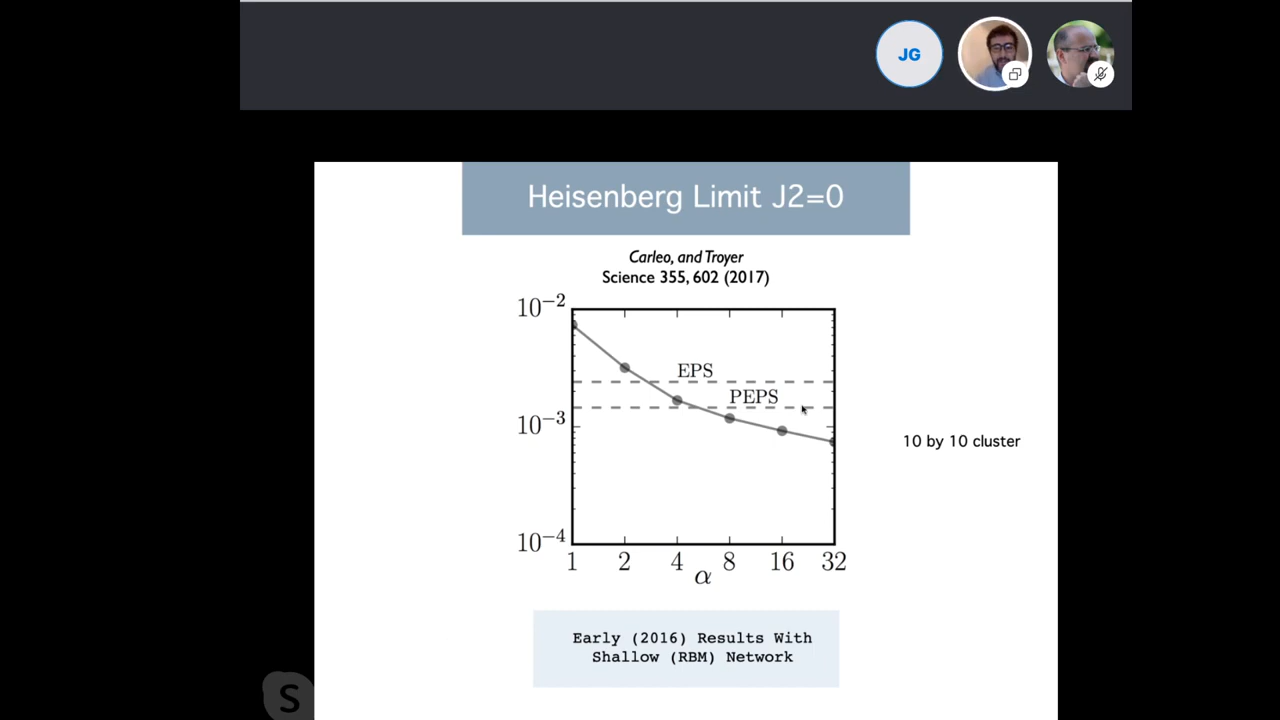 JG
Heisenberg Limit J2=0
Carleo, and Troyer
Science 355, 602 (2017)
10−2
EPS
PEPS
10−3
10 by 10 cluster
10−4
1 2 4 8 16 32
α
Early (2016) Results With
Shallow (RBM) Network
S